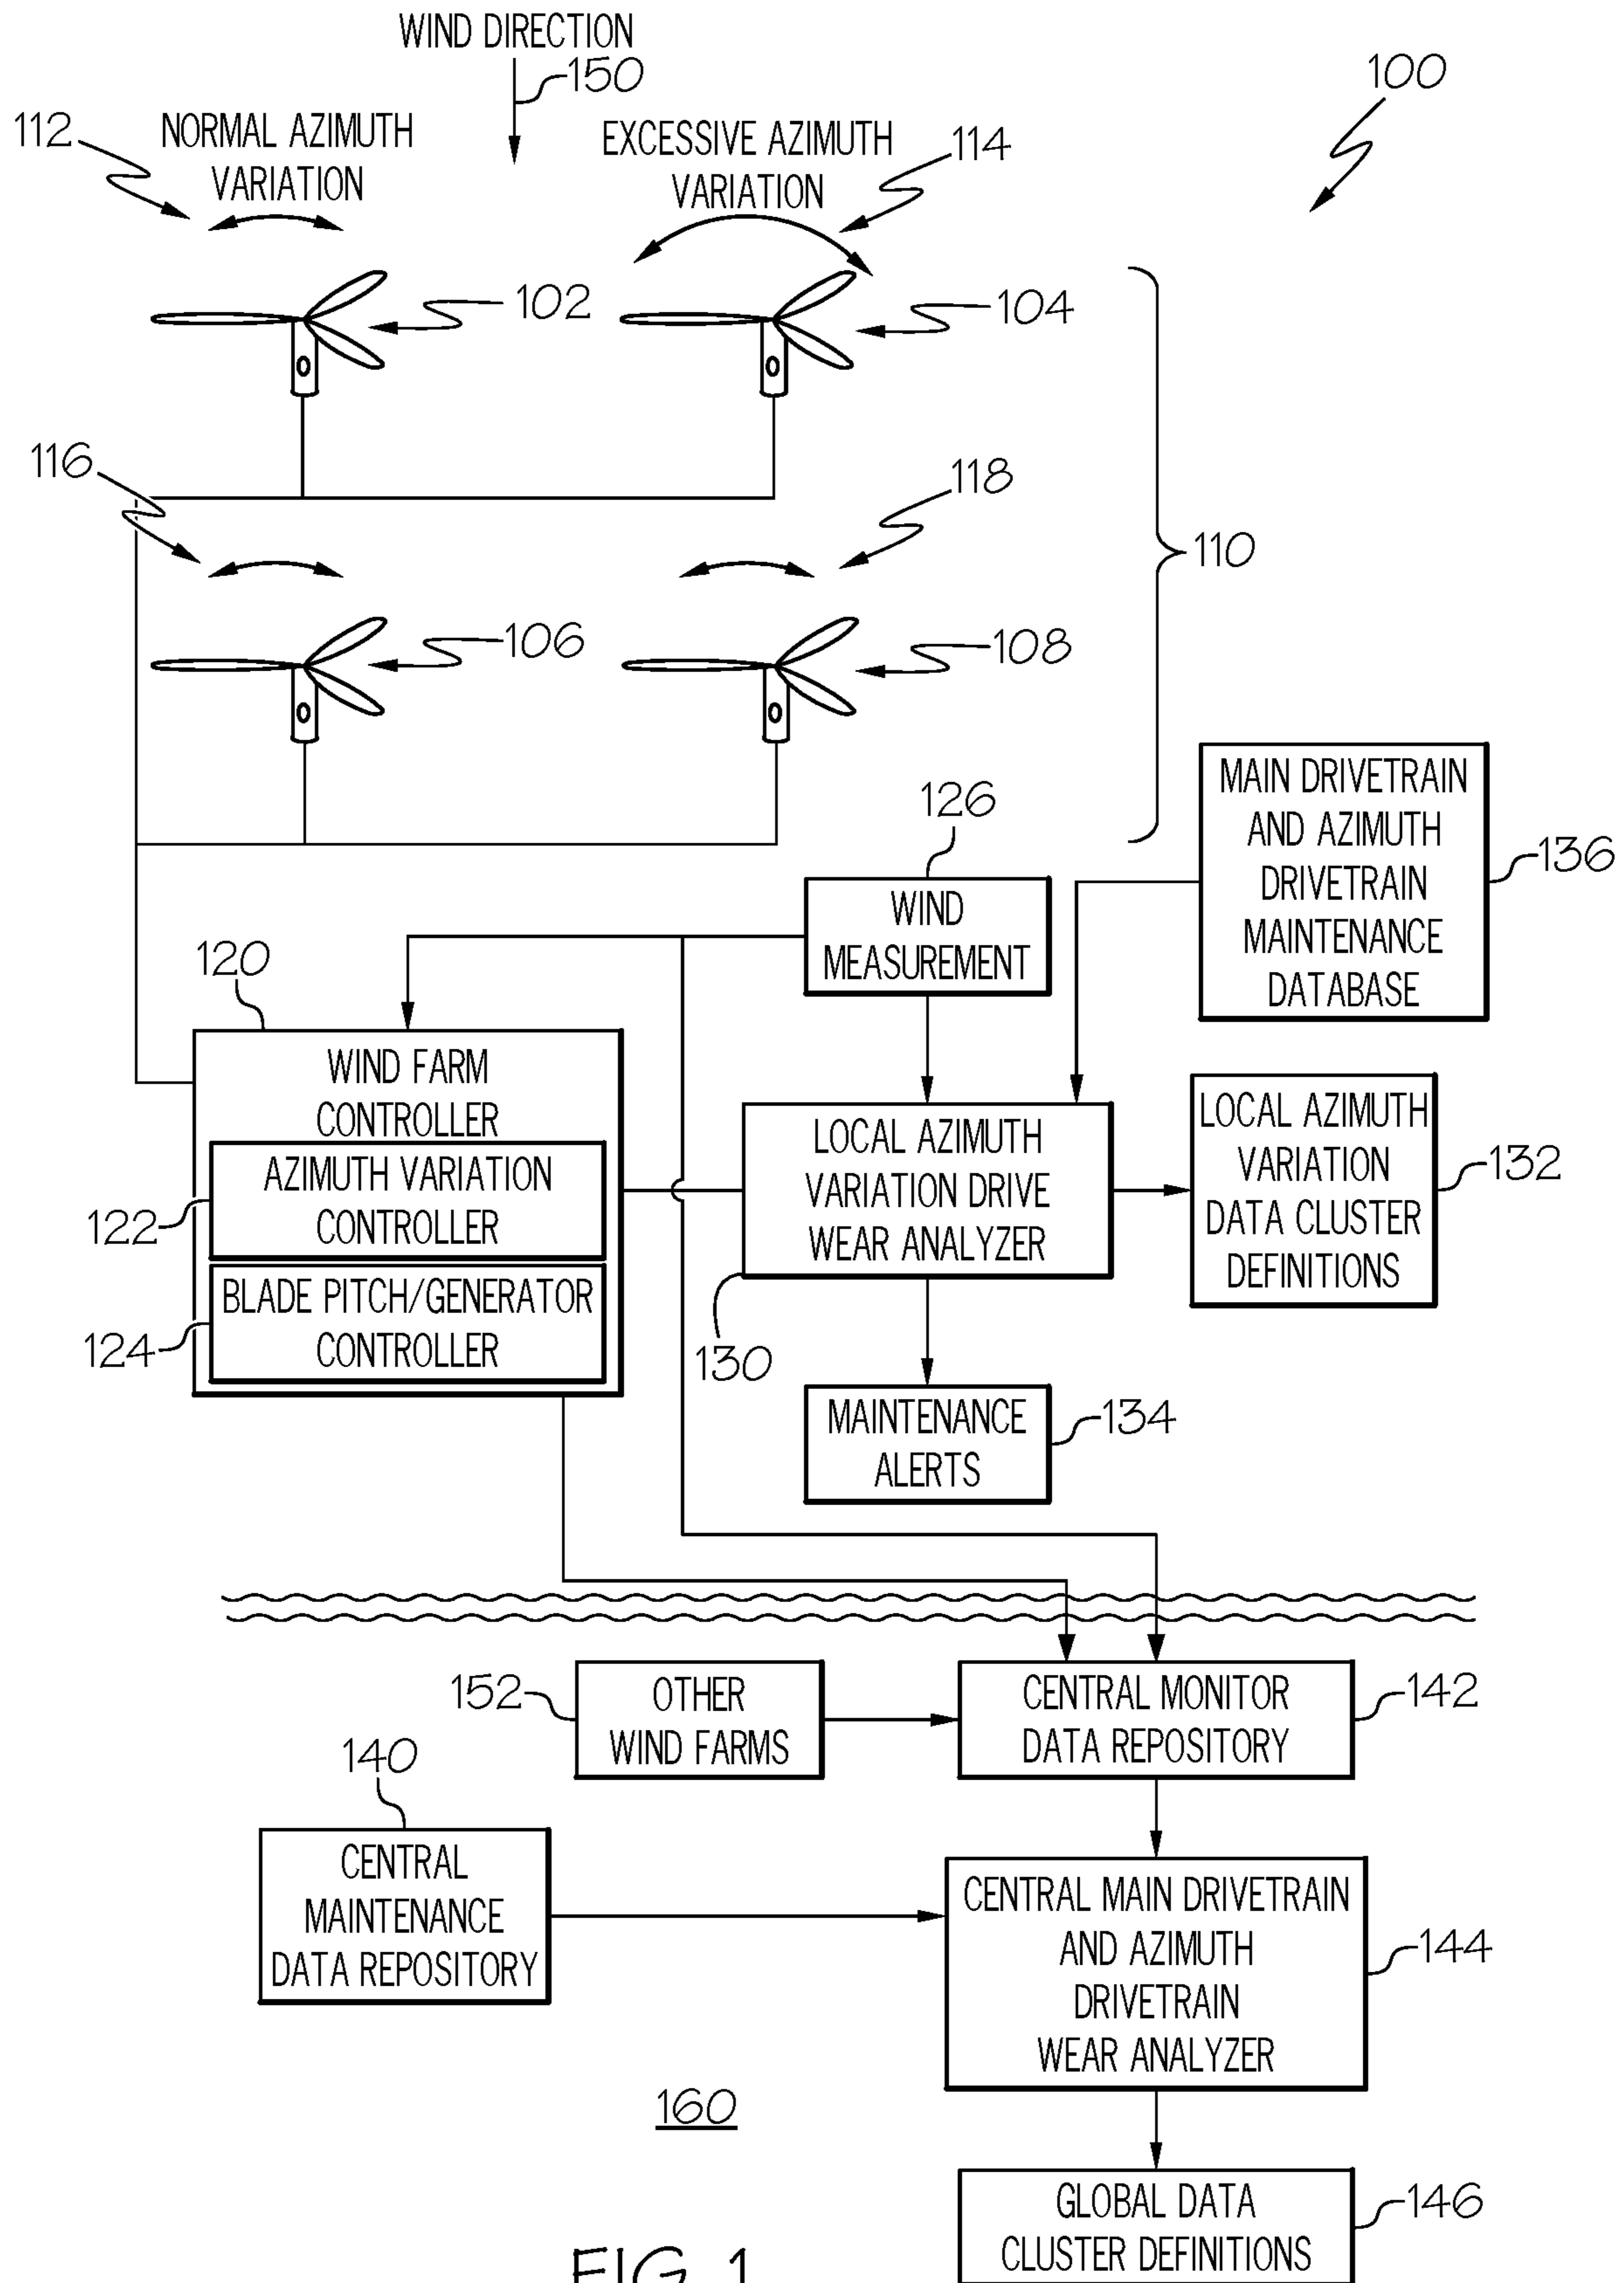 WIND DIRECTION
150
100
112
NORMAL AZIMUTH
VARIATION
EXCESSIVE AZIMUTH
VARIATION
114
102
104
116
118
110
106
108
126
WIND
MEASUREMENT
MAIN DRIVETRAIN
AND AZIMUTH
DRIVETRAIN
MAINTENANCE
DATABASE
136
120
WIND FARM
CONTROLLER
AZIMUTH VARIATION
CONTROLLER
122
BLADE PITCH/GENERATOR
CONTROLLER
124
LOCAL AZIMUTH
VARIATION DRIVE
WEAR ANALYZER
130
LOCAL AZIMUTH
VARIATION
DATA CLUSTER
DEFINITIONS
132
MAINTENANCE
ALERTS
134
152
OTHER
WIND FARMS
CENTRAL MONITOR
DATA REPOSITORY
142
140
CENTRAL
MAINTENANCE
DATA REPOSITORY
CENTRAL MAIN DRIVETRAIN
AND AZIMUTH
DRIVETRAIN
WEAR ANALYZER
144
160
GLOBAL DATA
CLUSTER DEFINITIONS
146
FIG. 1